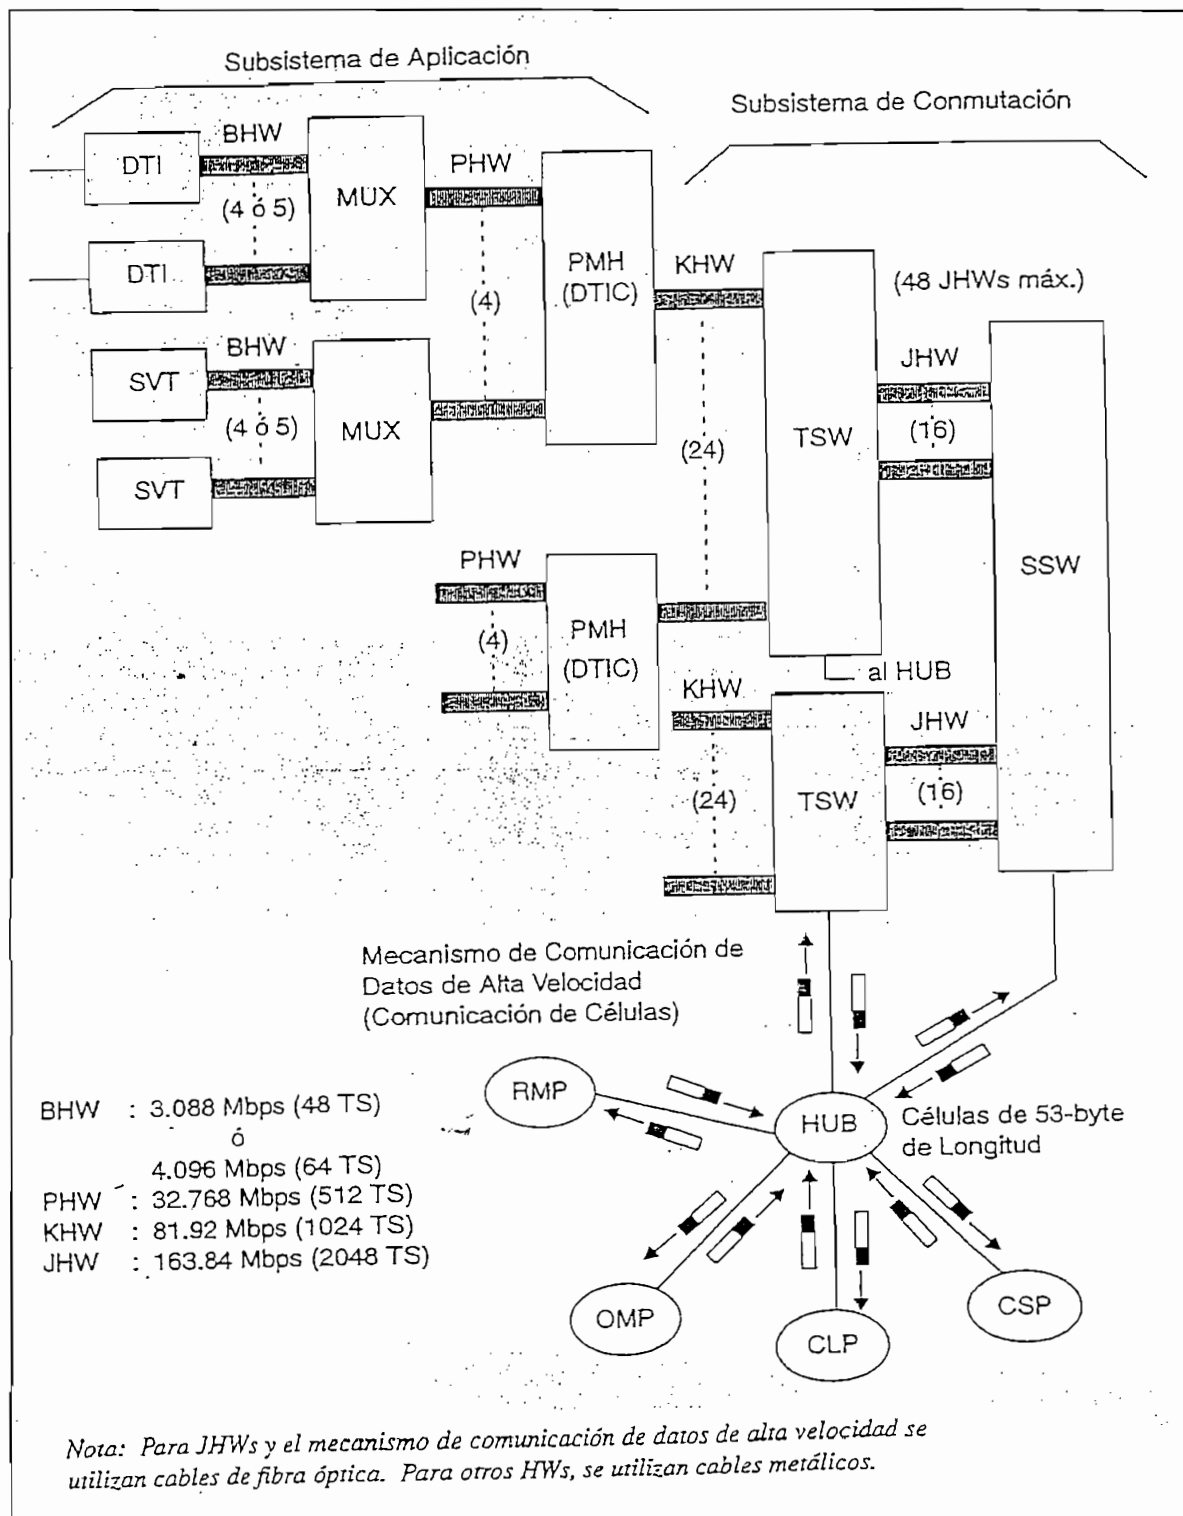 Subsistema de Aplicación
Subsistema de Conmutación
BHW
DTI
(4 ó 5)
MUX
PHW
DTI
(4)
PMH
(DTIC)
KHW
(48 JHWs máx.)
BHW
SVT
(4 ó 5)
MUX
SVT
(24)
TSW
JHW
(16)
SSW
PHW
(4)
PMH
(DTIC)
al HUB
KHW
(24)
TSW
JHW
(16)
Mecanismo de Comunicación de
Datos de Alta Velocidad
(Comunicación de Células)
RMP
HUB
Células de 53-byte
de Longitud
OMP
CLP
CSP
BHW : 3.088 Mbps (48 TS)
ó
4.096 Mbps (64 TS)
PHW : 32.768 Mbps (512 TS)
KHW : 81.92 Mbps (1024 TS)
JHW : 163.84 Mbps (2048 TS)
Nota: Para JHWs y el mecanismo de comunicación de datos de alta velocidad se
utilizan cables de fibra óptica. Para otros HWs, se utilizan cables metálicos.